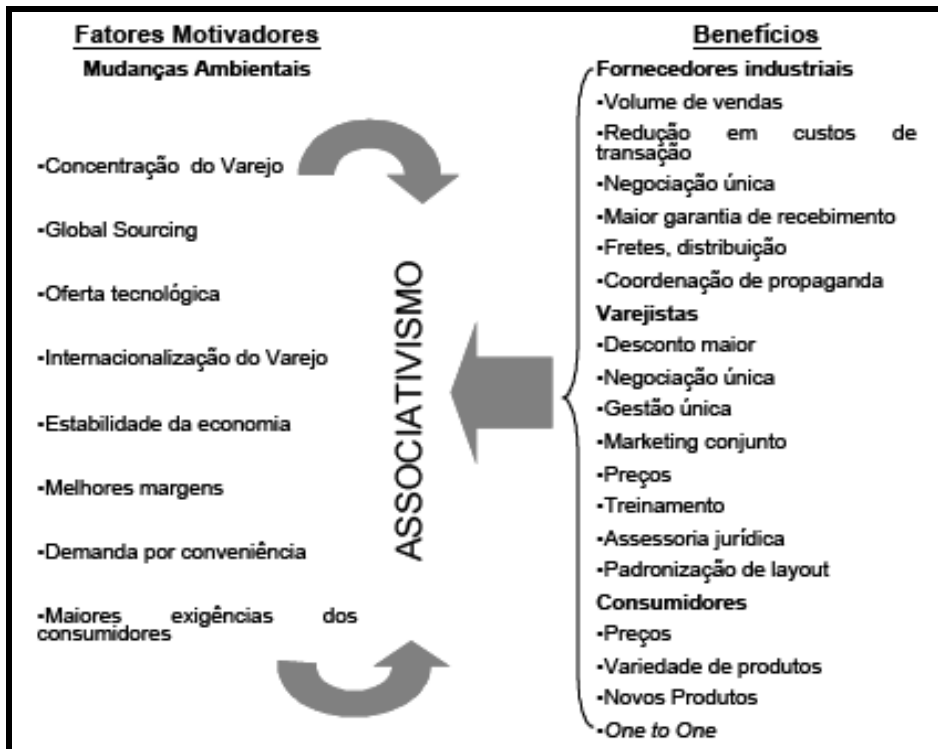 Fatores Motivadores
Mudanças Ambientais
-Concentração do Varejo
-Global Sourcing
-Oferta tecnológica
-Internacionalização do Varejo
-Estabilidade da economia
-Melhores margens
-Demanda por conveniência
-Maiores exigências dos
consumidores
ASSOCIATIVISMO
Benefícios
Fornecedores industriais
-Volume de vendas
-Redução em custos de
transação
-Negociação única
-Maior garantia de recebimento
-Fretes, distribuição
-Coordenação de propaganda
Varejistas
-Desconto maior
-Negociação única
-Gestão única
-Marketing conjunto
-Preços
-Treinamento
-Assessoria jurídica
-Padronização de layout
Consumidores
-Preços
-Variedade de produtos
-Novos Produtos
-One to One